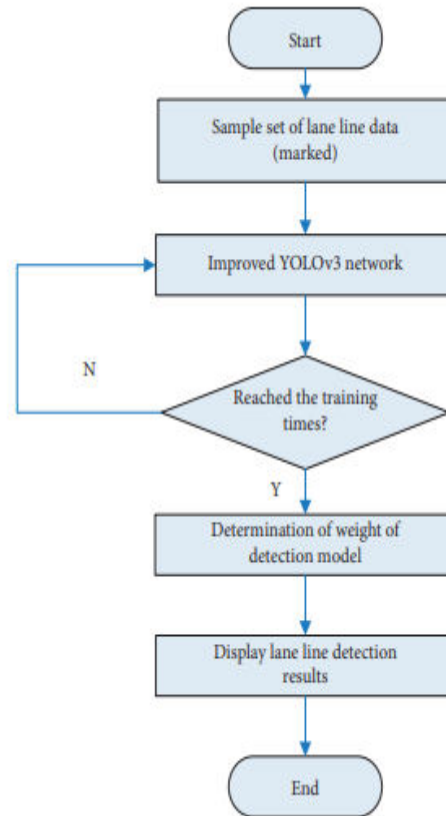 Start
Sample set of lane line data
(marked)
Improved YOLOv3 network
N
Reached the training
times?
Y
Determination of weight of
detection model
Display lane line detection
results
End